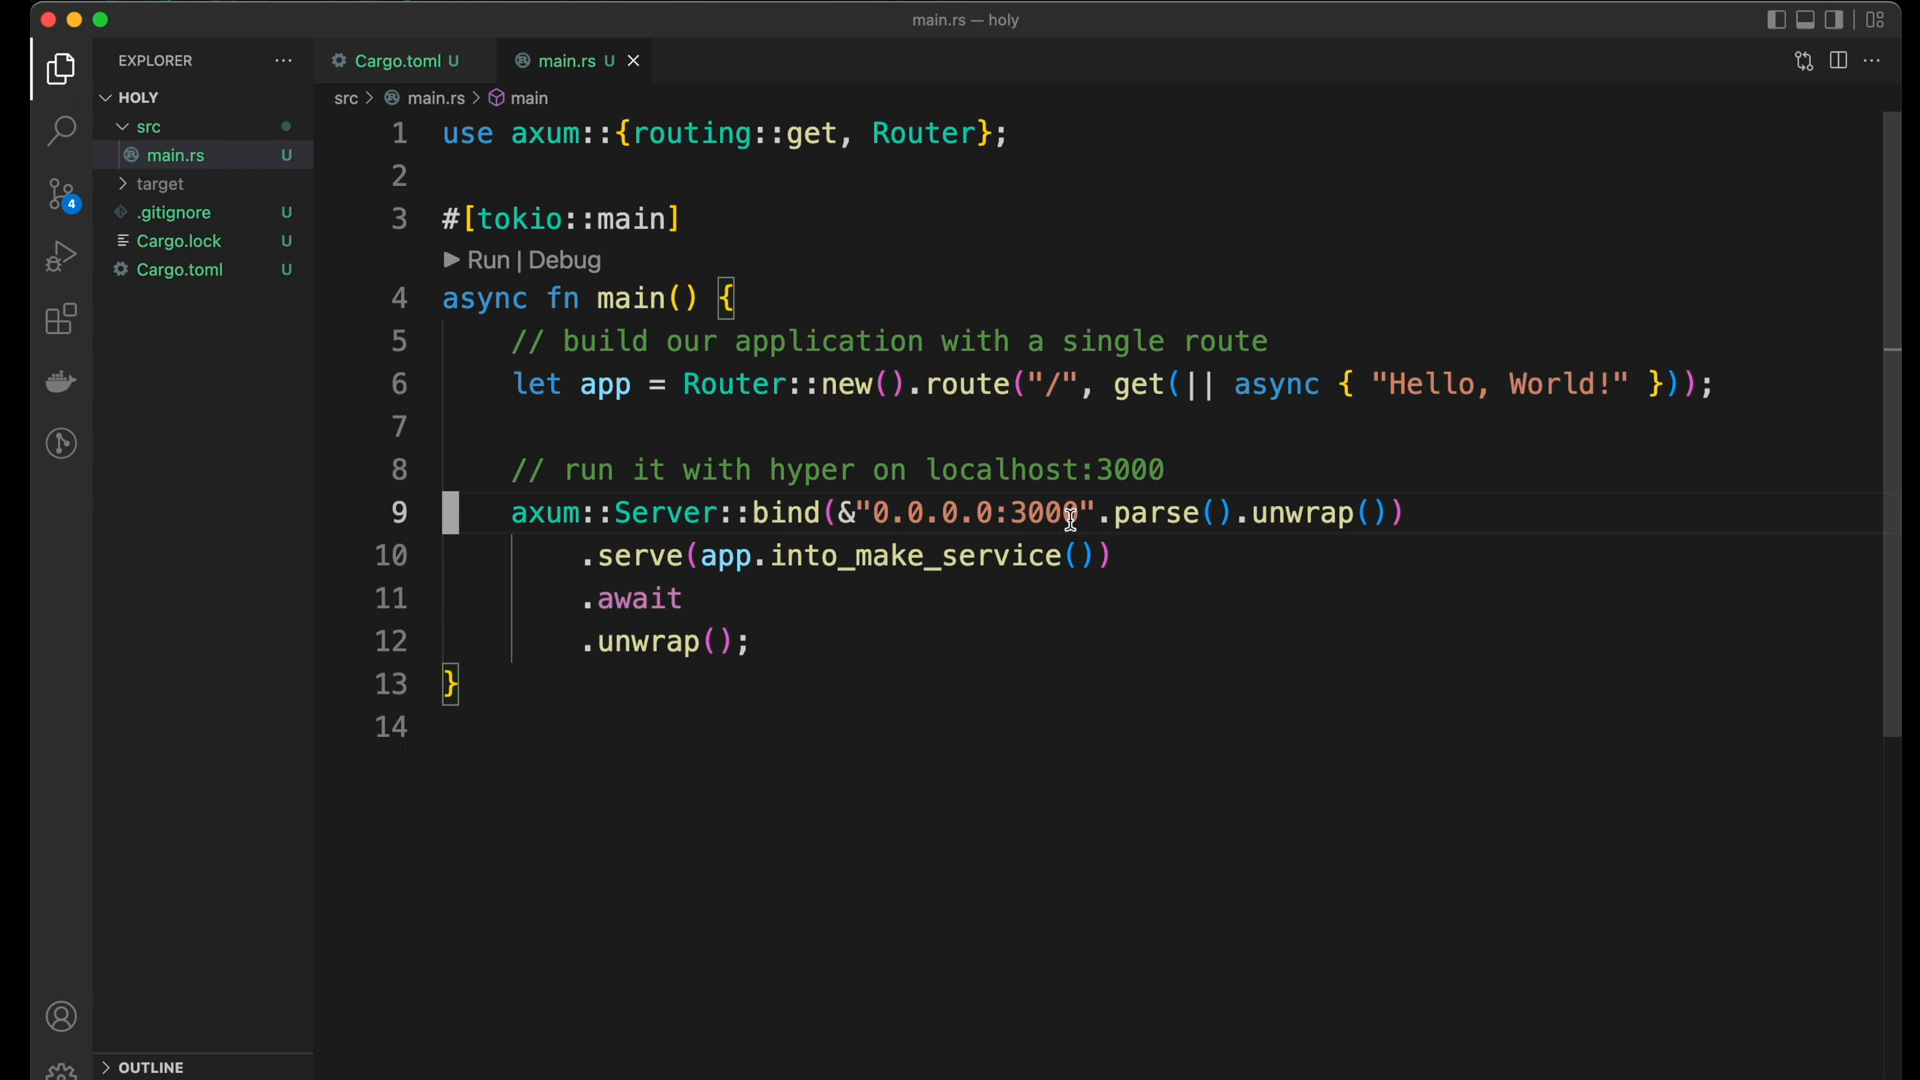 main.rs — holy
EXPLORER
HOLY
src
main.rs U
target
.gitignore U
Cargo.lock U
Cargo.toml U
4
OUTLINE
Cargo.toml U
main.rs U
src > main.rs > main
1 use axum::{routing::get, Router};
2
3 #[tokio::main]
Run | Debug
4 async fn main() {
5 // build our application with a single route
6 let app = Router::new().route("/", get(|| async { "Hello, World!" }));
7
8 // run it with hyper on localhost:3000
9 axum::Server::bind(&"0.0.0.0:3000".parse().unwrap())
10 .serve(app.into_make_service())
11 .await
12 .unwrap();
13 }
14